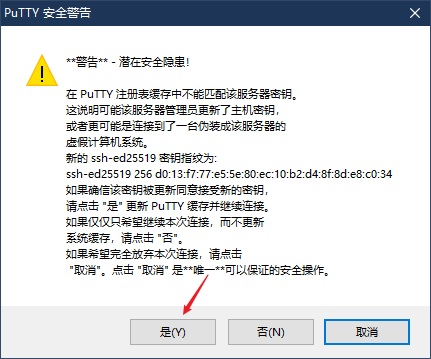 PuTTY 安全警告
**警告** - 潜在安全隐患!
在 PuTTY 注册表缓存中不能匹配该服务器密钥。
这说明可能该服务器管理员更新了主机密钥，
或者更可能是连接到了一台伪装成该服务器的
虚假计算机系统。
新的 ssh-ed25519 密钥指纹为:
ssh-ed25519 256 d0:13:f7:77:e5:5e:80:ec:10:b2:d4:8f:8d:e8:c0:34
如果确信该密钥被更新同意接受新的密钥，
请点击 "是" 更新 PuTTY 缓存并继续连接。
如果仅仅只希望继续本次连接，而不更新
系统缓存，请点击 "否"。
如果希望完全放弃本次连接，请点击
"取消"。点击 "取消" 是**唯一**可以保证的安全操作。
是(Y)
否(N)
取消